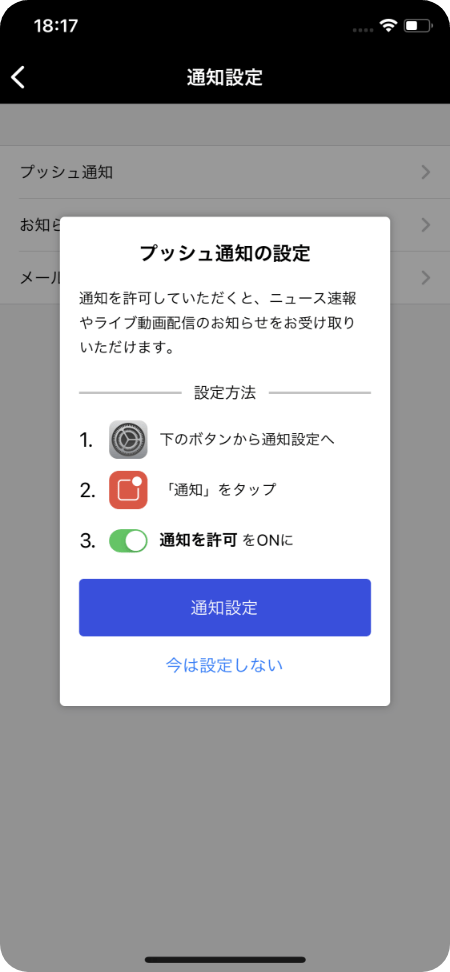 18:17
通知設定
プッシュ通知
お知ら
メール
プッシュ通知の設定
通知を許可していただくと、ニュース速報
やライブ動画配信のお知らせをお受け取り
いただけます。
設定方法
1. 下のボタンから通知設定へ
2. 「通知」をタップ
3. 通知を許可 をONに
通知設定
今は設定しない